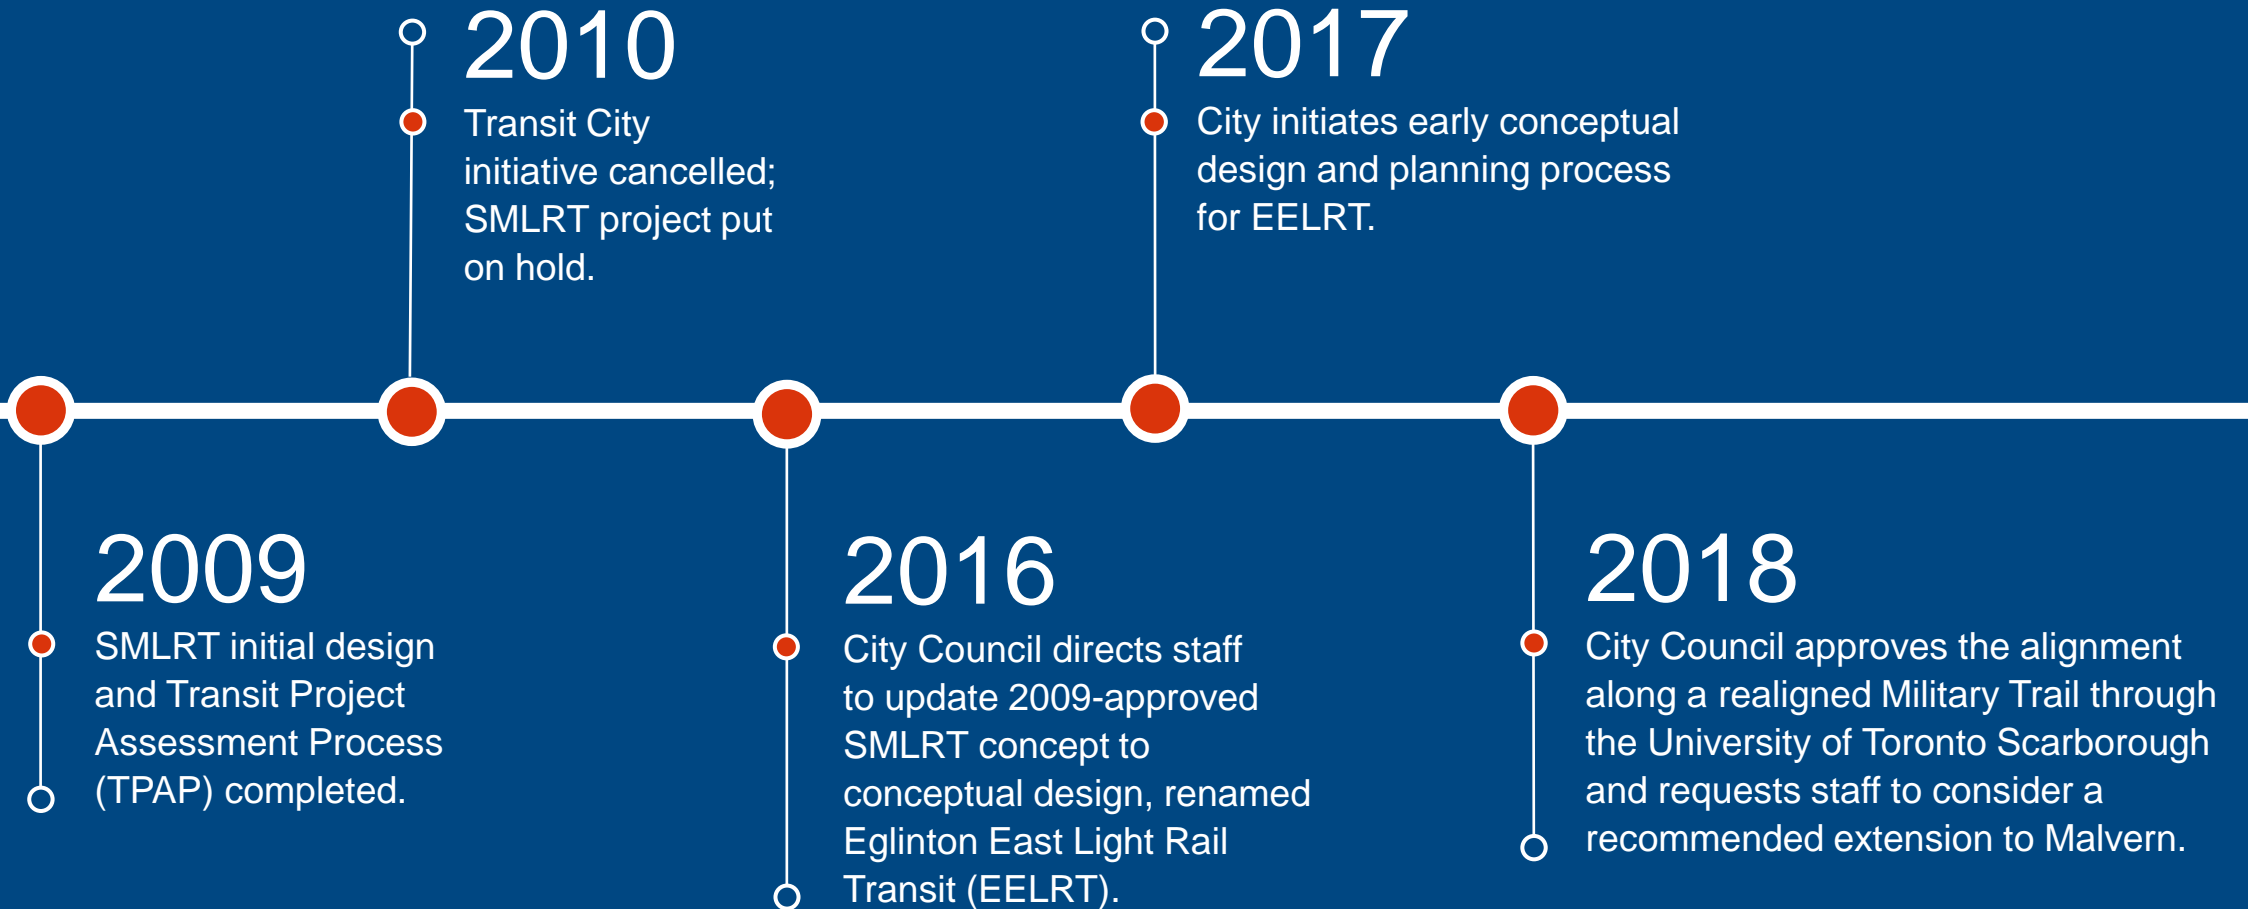 2009
SMLRT initial design
and Transit Project
Assessment Process
(TPAP) completed.
2010
Transit City
initiative cancelled;
SMLRT project put
on hold.
2016
City Council directs staff
to update 2009-approved
SMLRT concept to
conceptual design, renamed
Eglinton East Light Rail
Transit (EELRT).
2017
City initiates early conceptual
design and planning process
for EELRT.
2018
City Council approves the alignment
along a realigned Military Trail through
the University of Toronto Scarborough
and requests staff to consider a
recommended extension to Malvern.